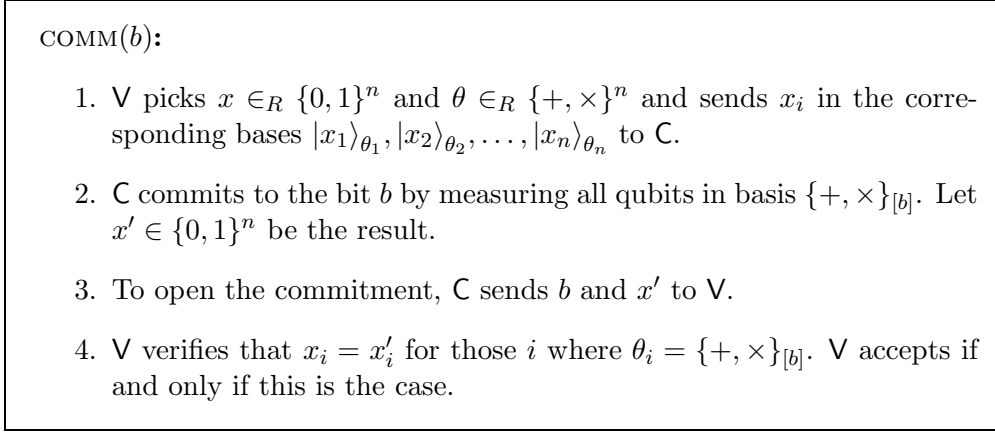 COMM(b):
1. V picks x ∈_R {0, 1}^n and θ ∈_R {+, ×}^n and sends x_i in the corre-
sponding bases |x_1⟩_{θ_1}, |x_2⟩_{θ_2}, . . . , |x_n⟩_{θ_n} to C.
2. C commits to the bit b by measuring all qubits in basis {+, ×}_{[b]}. Let
x′ ∈ {0, 1}^n be the result.
3. To open the commitment, C sends b and x′ to V.
4. V verifies that x_i = x′_i for those i where θ_i = {+, ×}_{[b]}. V accepts if
and only if this is the case.